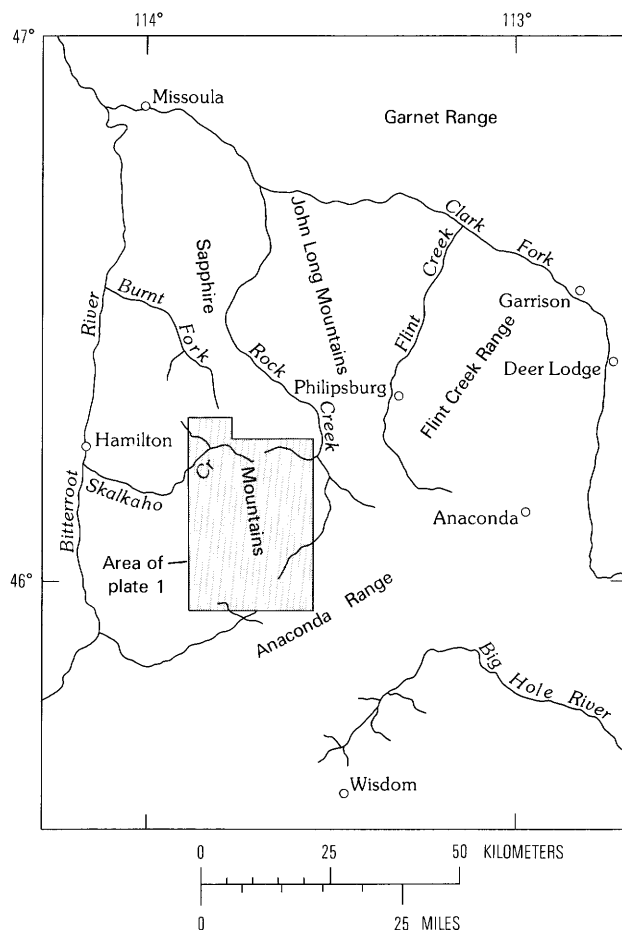 114°
113°
47°
Missoula
Garnet Range
Clark
Fork
John Long Mountains
Sapphire
Mountains
Burnt
Fork
River
Bitterroot
Rock
Creek
Flint
Creek
Garrison
Deer Lodge
Flint Creek Range
Philipsburg
Hamilton
Skalkaho
Cr
Anaconda
Area of
plate 1
46°
Anaconda Range
Big Hole River
Wisdom
0 25 50 KILOMETERS
0 25 MILES